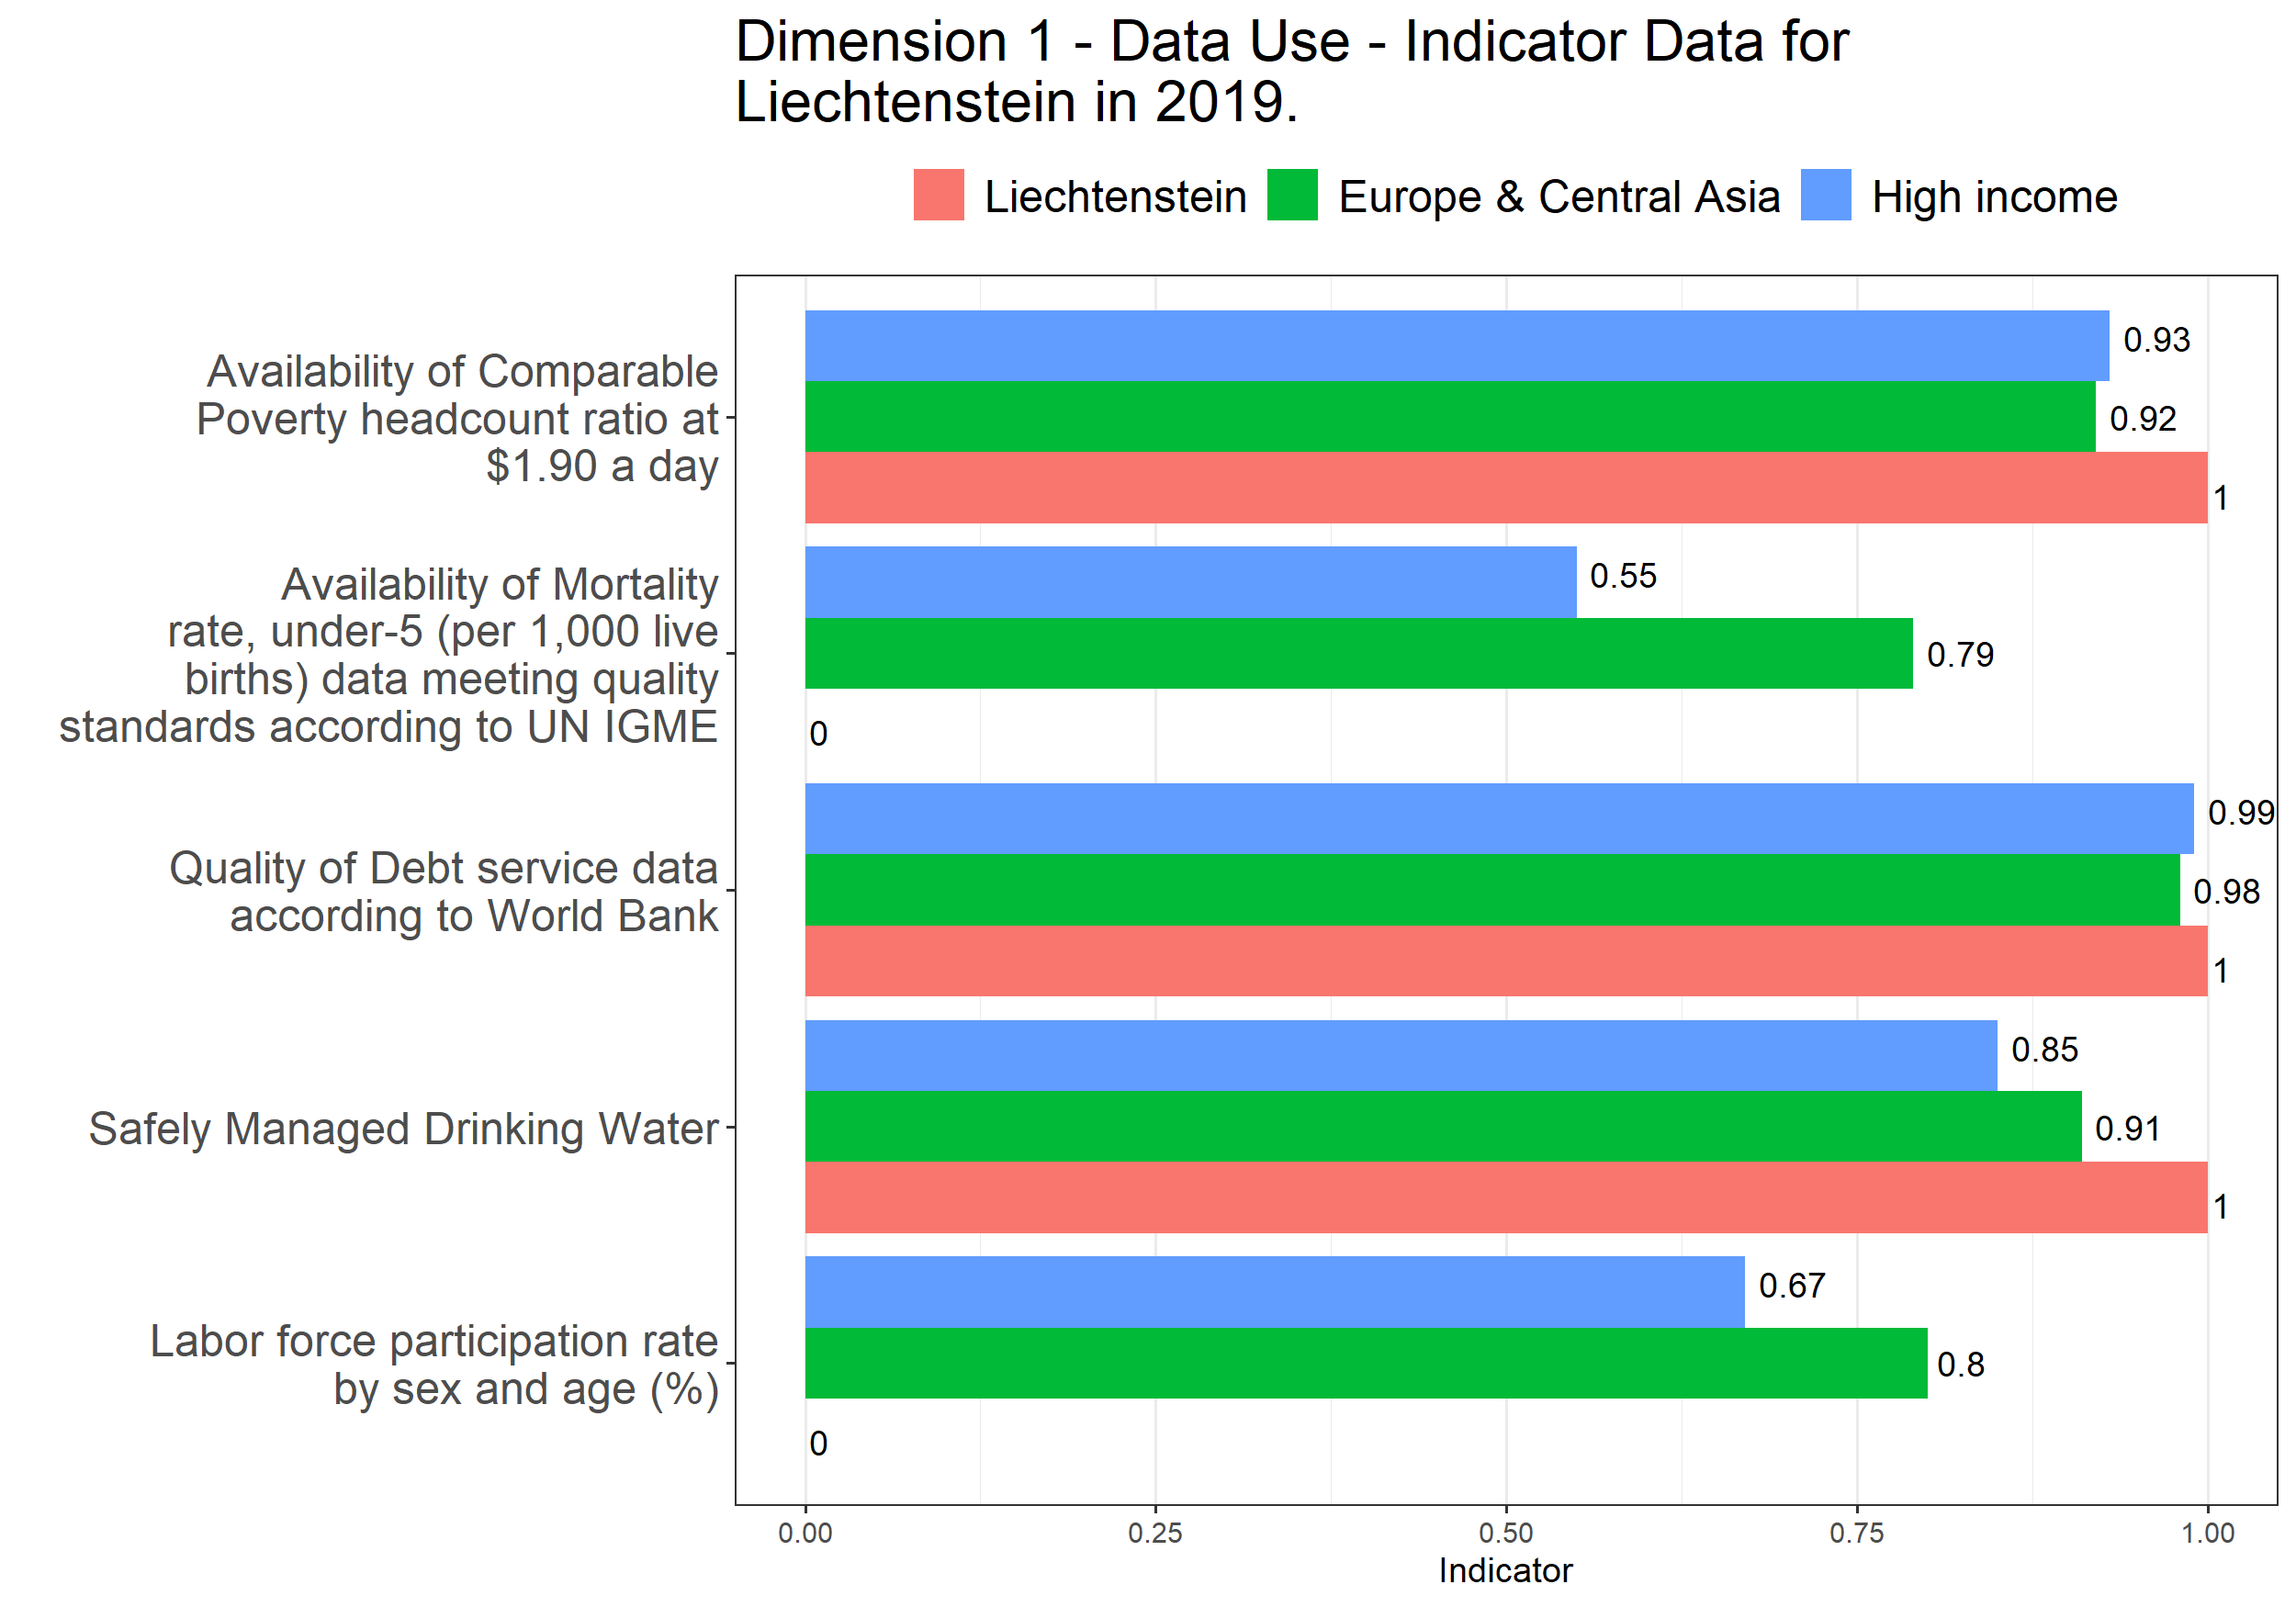 Dimension 1 - Data Use - Indicator Data for
Liechtenstein in 2019.
Liechtenstein
Europe & Central Asia
High income
Availability of Comparable
Poverty headcount ratio at
$1.90 a day
0.93
0.92
1
Availability of Mortality
rate, under-5 (per 1,000 live
births) data meeting quality
standards according to UN IGME
0.55
0.79
0
Quality of Debt service data
according to World Bank
0.99
0.98
1
Safely Managed Drinking Water
0.85
0.91
1
Labor force participation rate
by sex and age (%)
0.67
0.8
0
0.00
0.25
0.50
0.75
1.00
Indicator